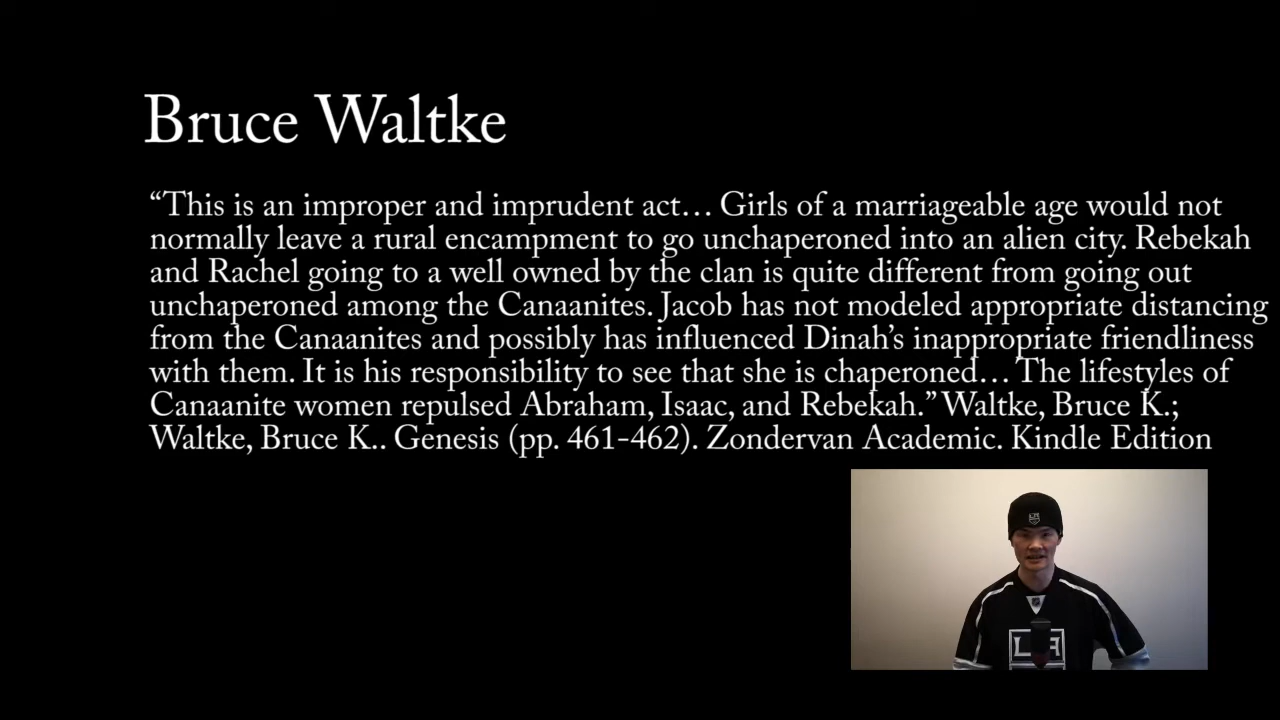 Bruce Waltke
“This is an improper and imprudent act… Girls of a marriageable age would not
normally leave a rural encampment to go unchaperoned into an alien city. Rebekah
and Rachel going to a well owned by the clan is quite different from going out
unchaperoned among the Canaanites. Jacob has not modeled appropriate distancing
from the Canaanites and possibly has influenced Dinah’s inappropriate friendliness
with them. It is his responsibility to see that she is chaperoned… The lifestyles of
Canaanite women repulsed Abraham, Isaac, and Rebekah.” Waltke, Bruce K.;
Waltke, Bruce K.. Genesis (pp. 461-462). Zondervan Academic. Kindle Edition
LA
LA